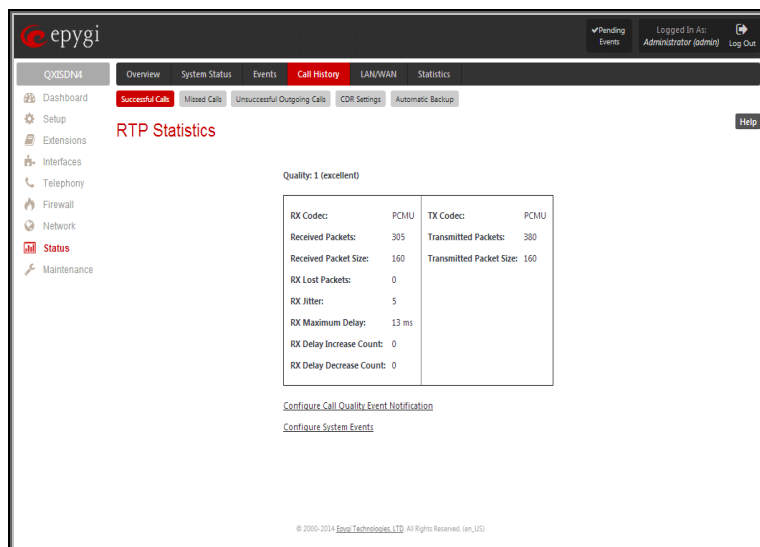 epygi
Pending Events
Logged In As:
Administrator (admin)
Log Out
QXISDN4
Overview System Status Events Call History LAN/WAN Statistics
Dashboard
Setup
Extensions
Interfaces
Telephony
Firewall
Network
Status
Maintenance
Successful Calls Missed Calls Unsuccessful Outgoing Calls CDR Settings Automatic Backup
RTP Statistics
Help
Quality: 1 (excellent)
RX Codec: PCMU TX Codec: PCMU
Received Packets: 305 Transmitted Packets: 380
Received Packet Size: 160 Transmitted Packet Size: 160
RX Lost Packets: 0
RX Jitter: 5
RX Maximum Delay: 13 ms
RX Delay Increase Count: 0
RX Delay Decrease Count: 0
Configure Call Quality Event Notification
Configure System Events
© 2000-2014 Epygi Technologies, LTD. All Rights Reserved. (en_US)